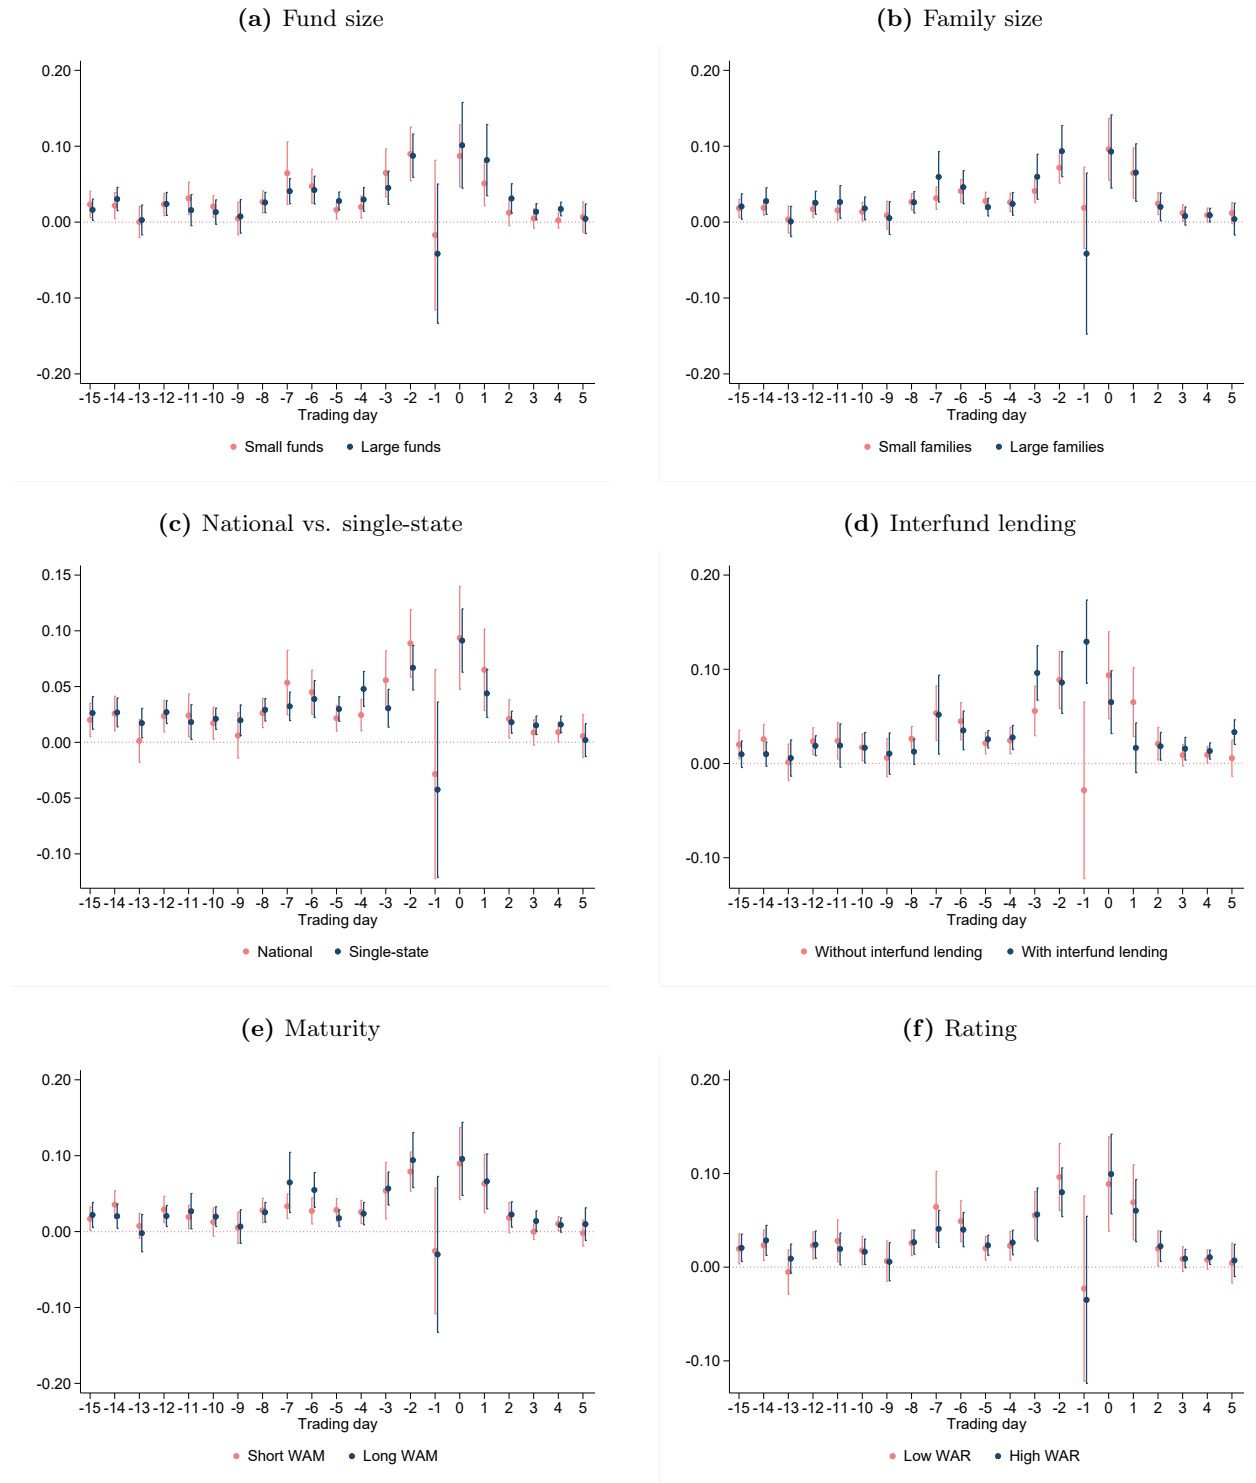 (a) Fund size
0.20
0.10
0.00
-0.10
-0.20
-15 -14 -13 -12 -11 -10 -9 -8 -7 -6 -5 -4 -3 -2 -1 0 1 2 3 4 5
Trading day
Small funds Large funds
(b) Family size
0.20
0.10
0.00
-0.10
-0.20
-15 -14 -13 -12 -11 -10 -9 -8 -7 -6 -5 -4 -3 -2 -1 0 1 2 3 4 5
Trading day
Small families Large families
(c) National vs. single-state
0.15
0.10
0.05
0.00
-0.05
-0.10
-15 -14 -13 -12 -11 -10 -9 -8 -7 -6 -5 -4 -3 -2 -1 0 1 2 3 4 5
Trading day
National Single-state
(d) Interfund lending
0.20
0.10
0.00
-0.10
-15 -14 -13 -12 -11 -10 -9 -8 -7 -6 -5 -4 -3 -2 -1 0 1 2 3 4 5
Trading day
Without interfund lending With interfund lending
(e) Maturity
0.20
0.10
0.00
-0.10
-0.20
-15 -14 -13 -12 -11 -10 -9 -8 -7 -6 -5 -4 -3 -2 -1 0 1 2 3 4 5
Trading day
Short WAM Long WAM
(f) Rating
0.20
0.10
0.00
-0.10
-15 -14 -13 -12 -11 -10 -9 -8 -7 -6 -5 -4 -3 -2 -1 0 1 2 3 4 5
Trading day
Low WAR High WAR